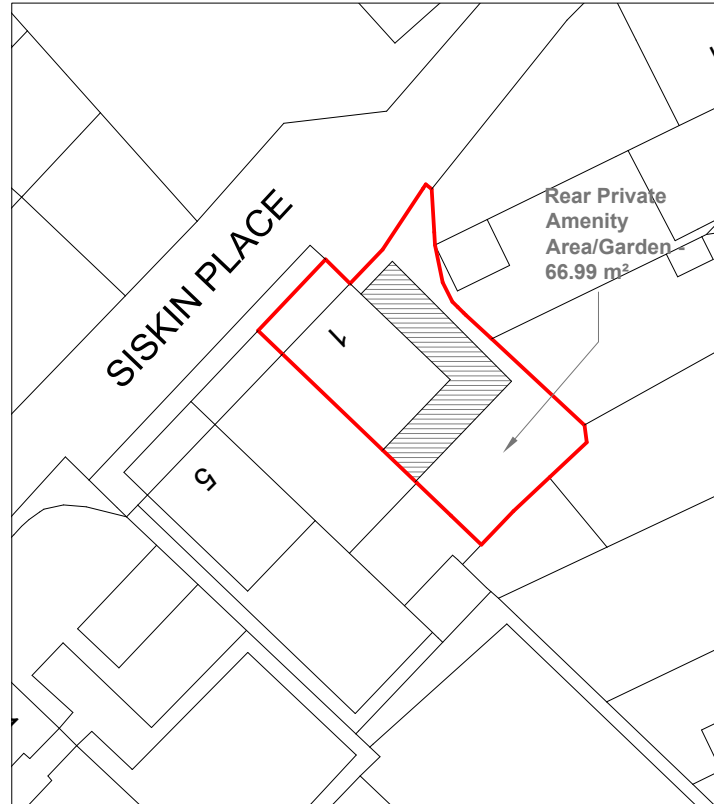 SISKIN PLACE
Rear Private
Amenity
Area/Garden -
66.99 m²
1
5